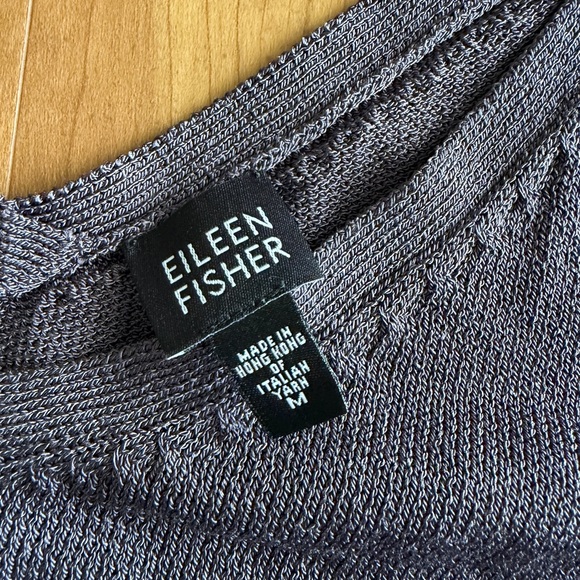 EILEEN
FISHER
MADE IN
HONG KONG
OF
ITALIAN
YARN
M